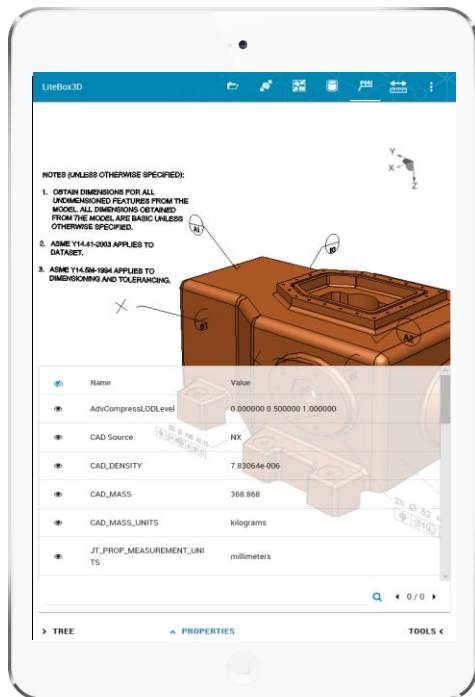 LiteBox3D
PMI
Y
X
Z
NOTES (UNLESS OTHERWISE SPECIFIED):
1. OBTAIN DIMENSIONS FOR ALL
UNDIMENSIONED FEATURES FROM THE
MODEL. ALL DIMENSIONS OBTAINED
FROM THE MODEL ARE BASIC UNLESS
OTHERWISE SPECIFIED.
2. ASME Y14.41-2003 APPLIES TO
DATASET.
3. ASME Y14.5M-1994 APPLIES TO
DIMENSIONING AND TOLERANCING.
B1
Name Value
AdvCompressLODLevel 0.000000 0.500000 1.000000
CAD Source NX
CAD_DENSITY 7.83064e-006
CAD_MASS 368.868
CAD_MASS_UNITS kilograms
JT_PROP_MEASUREMENT_UNI
TS millimeters
0 / 0
TREE PROPERTIES TOOLS